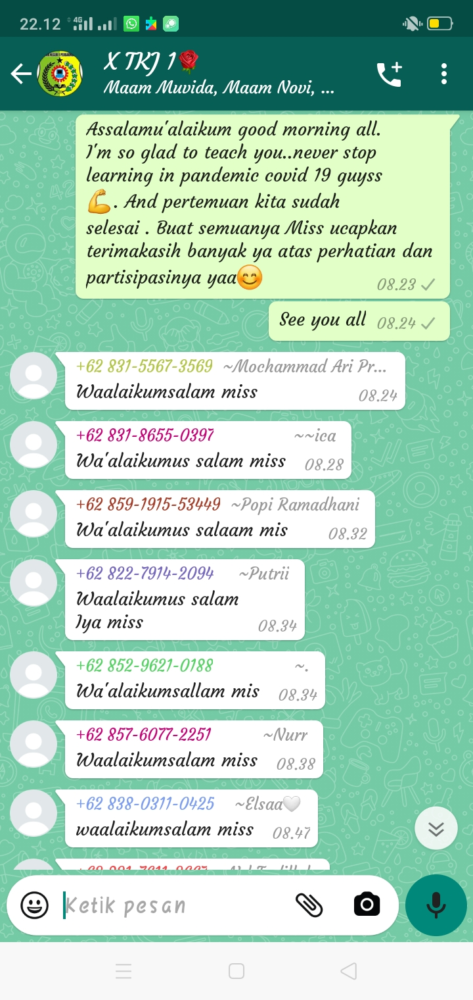 22.12 4G
X TKJ 1🌹
Maam Muvida, Maam Novi, ...
Assalamu'alaikum good morning all.
I'm so glad to teach you..never stop
learning in pandemic covid 19 guyss
💪. And pertemuan kita sudah
selesai . Buat semuanya Miss ucapkan
terimakasih banyak ya atas perhatian dan
partisipasinya yaa😊 08.23
See you all 08.24
+62 831-5567-3569 ~Mochammad Ari Pr...
Waalaikumsalam miss 08.24
+62 831-8655-0397 ~~ica
Wa'alaikumus salam miss 08.28
+62 859-1915-53449 ~Popi Ramadhani
Wa'alaikumus salaam mis 08.32
+62 822-7914-2094 ~Putrii
Waalaikumus salam
Iya miss 08.34
+62 852-9621-0188 ~.
Wa'alaikumsallam mis 08.34
+62 857-6077-2251 ~Nurr
Waalaikumsalam miss 08.38
+62 838-0311-0425 ~Elsaa🤍
waalaikumsalam miss 08.47
Ketik pesan